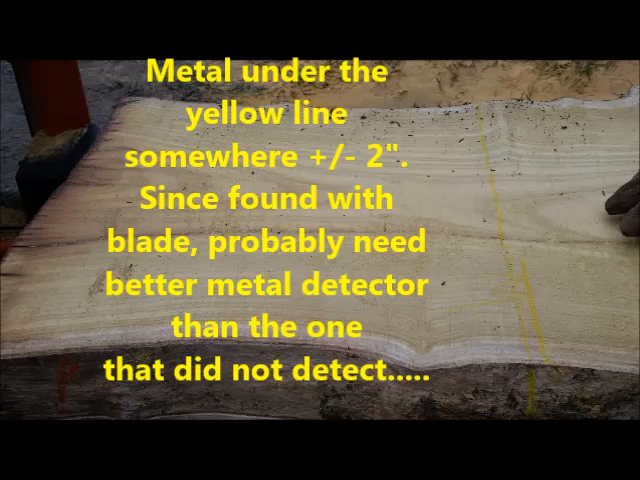 Metal under the
yellow line
somewhere +/- 2".
Since found with
blade, probably need
better metal detector
than the one
that did not detect.....